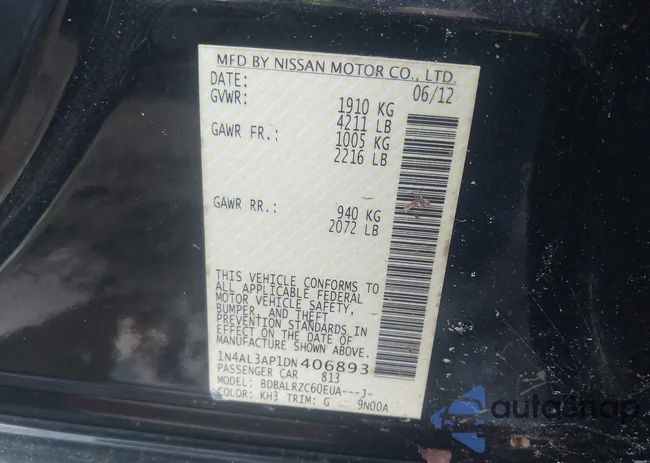 MFD BY NISSAN MOTOR CO., LTD.
DATE: 06/12
GVWR: 1910 KG
4211 LB
GAWR FR.: 1005 KG
2216 LB
GAWR RR.: 940 KG
2072 LB
THIS VEHICLE CONFORMS TO
ALL APPLICABLE FEDERAL
MOTOR VEHICLE SAFETY,
BUMPER, AND THEFT
PREVENTION STANDARDS IN
EFFECT ON THE DATE OF
MANUFACTURE SHOWN ABOVE.
1N4AL3AP1DN406893
PASSENGER CAR 813
MODEL: BDBALRZC60EUA---J-
COLOR: KH3 TRIM: G 9N00A
autosnap